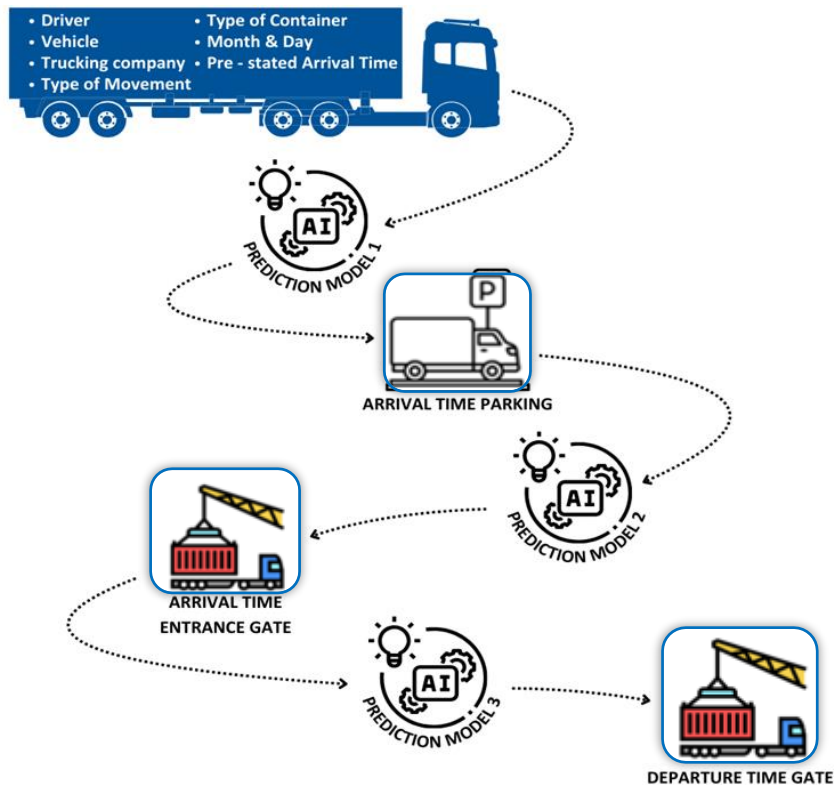 • Driver
• Vehicle
• Trucking company
• Type of Movement
• Type of Container
• Month & Day
• Pre - stated Arrival Time
AI
PREDICTION MODEL 1
P
ARRIVAL TIME PARKING
AI
PREDICTION MODEL 2
ARRIVAL TIME
ENTRANCE GATE
AI
PREDICTION MODEL 3
DEPARTURE TIME GATE